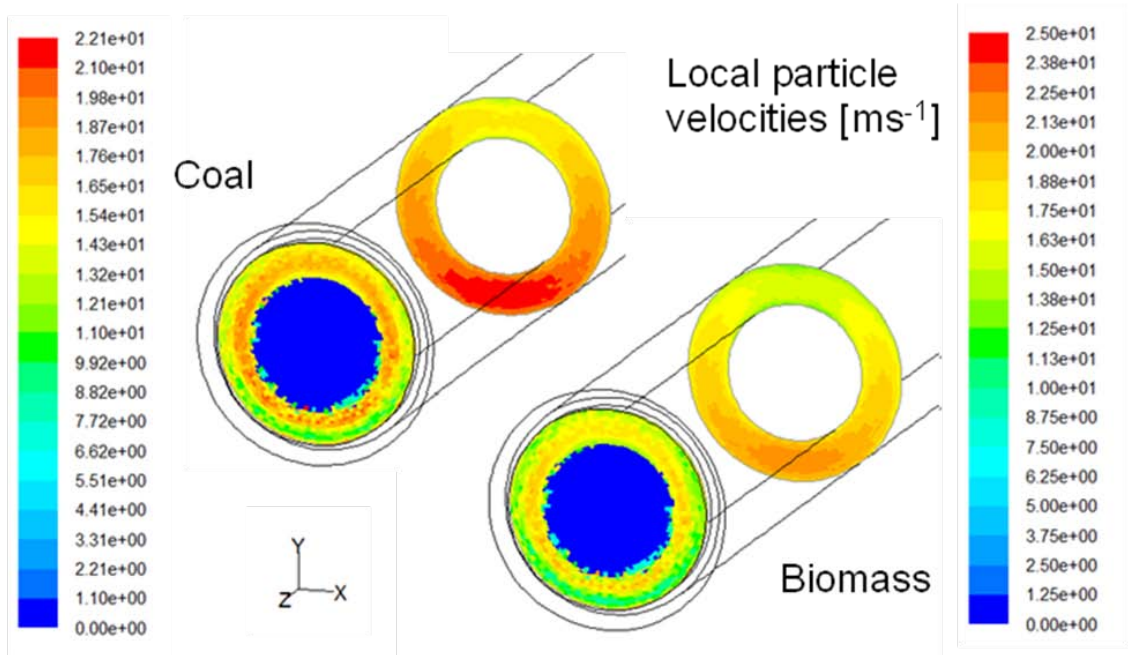 2.21e+01
2.10e+01
1.98e+01
1.87e+01
1.76e+01
1.65e+01
1.54e+01
1.43e+01
1.32e+01
1.21e+01
1.10e+01
9.92e+00
8.82e+00
7.72e+00
6.62e+00
5.51e+00
4.41e+00
3.31e+00
2.21e+00
1.10e+00
0.00e+00
Coal
Local particle
velocities [ms-1]
Biomass
Y
Z
X
2.50e+01
2.38e+01
2.25e+01
2.13e+01
2.00e+01
1.88e+01
1.75e+01
1.63e+01
1.50e+01
1.38e+01
1.25e+01
1.13e+01
1.00e+01
8.75e+00
7.50e+00
6.25e+00
5.00e+00
3.75e+00
2.50e+00
1.25e+00
0.00e+00